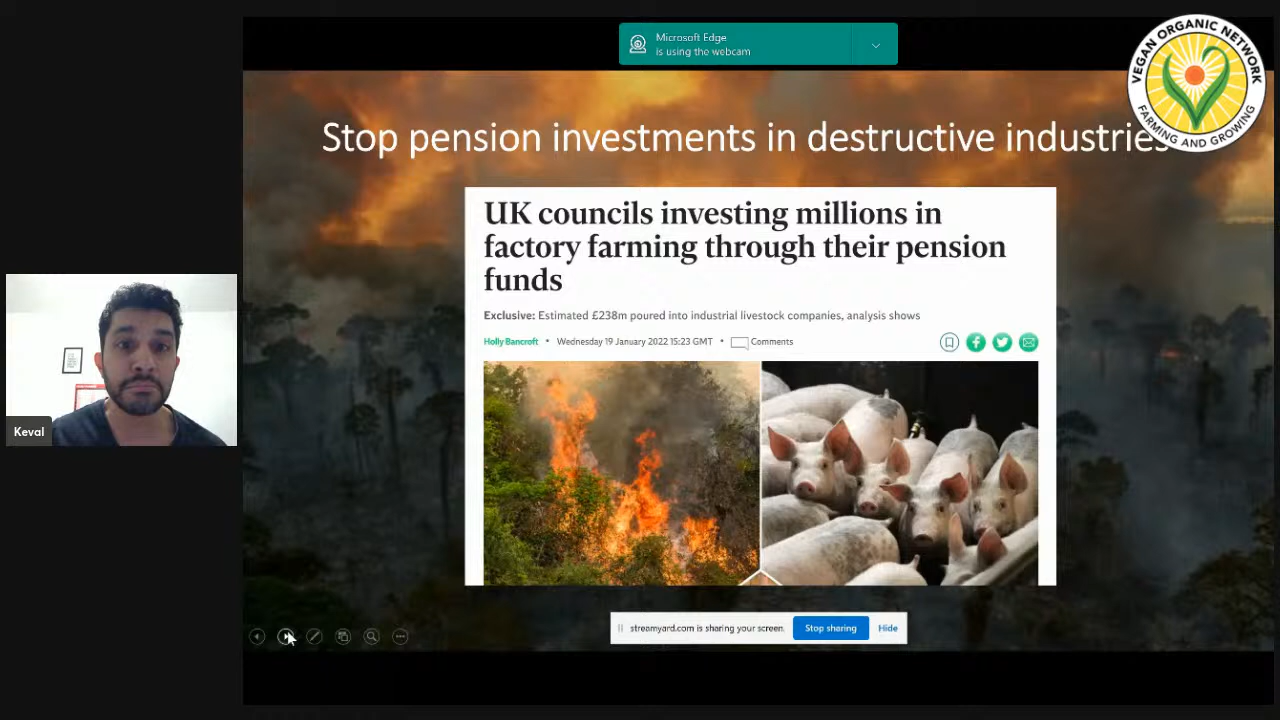 Microsoft Edge
is using the webcam
VEGAN ORGANIC NETWORK
FARMING AND GROWING
Stop pension investments in destructive industries
UK councils investing millions in
factory farming through their pension
funds
Exclusive: Estimated £238m poured into industrial livestock companies, analysis shows
Holly Bancroft • Wednesday 19 January 2022 15:23 GMT • Comments
Keval
streamyard.com is sharing your screen. Stop sharing Hide